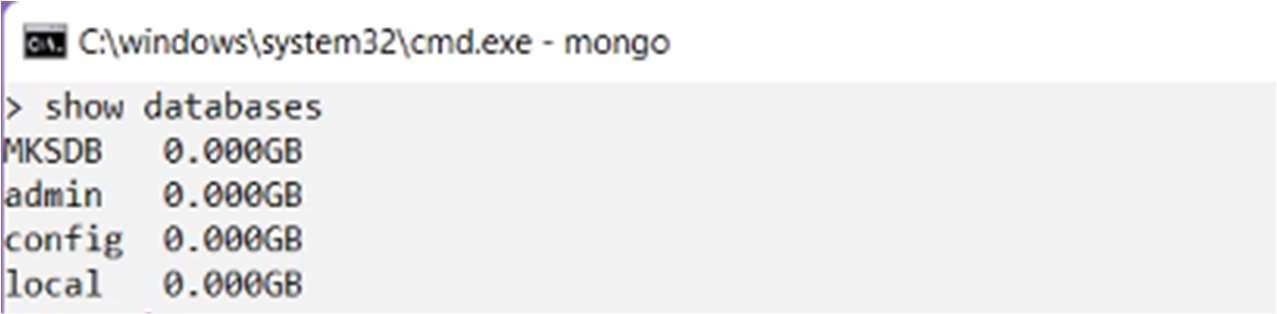 C:\windows\system32\cmd.exe - mongo
> show databases
MKSDB   0.000GB
admin   0.000GB
config  0.000GB
local   0.000GB